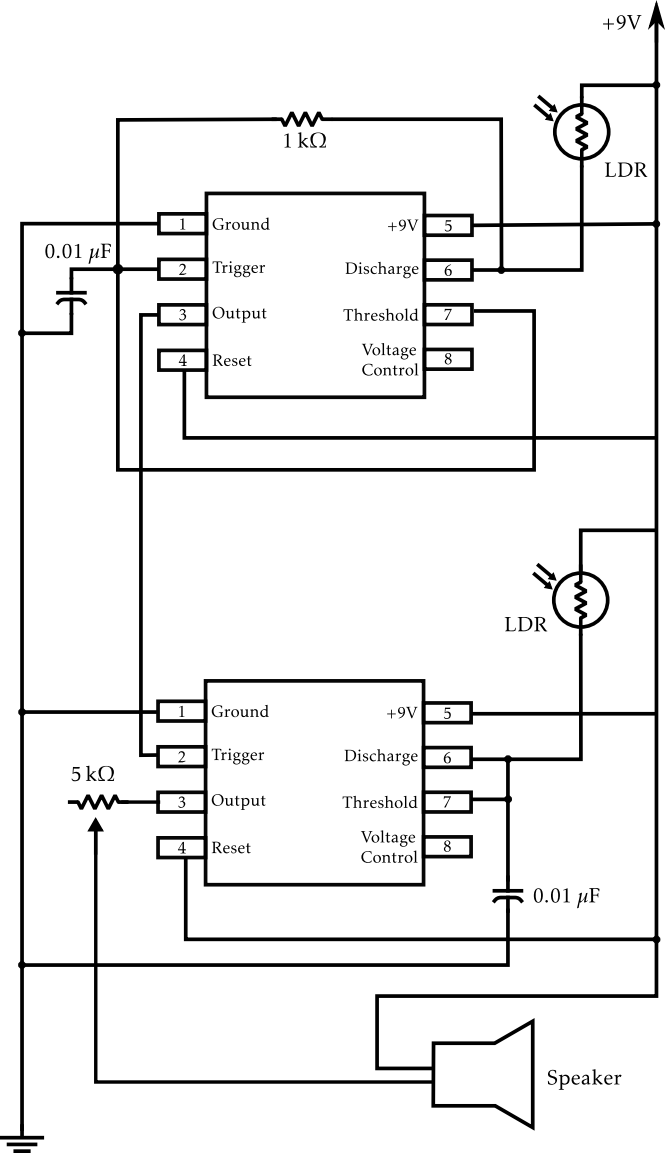 +9V
1 kΩ
LDR
1 Ground
+9V 5
0.01 µF
2 Trigger
Discharge 6
3 Output
Threshold 7
4 Reset
Voltage
Control 8
LDR
1 Ground
+9V 5
2 Trigger
Discharge 6
5 kΩ
3 Output
Threshold 7
4 Reset
Voltage
Control 8
0.01 µF
Speaker